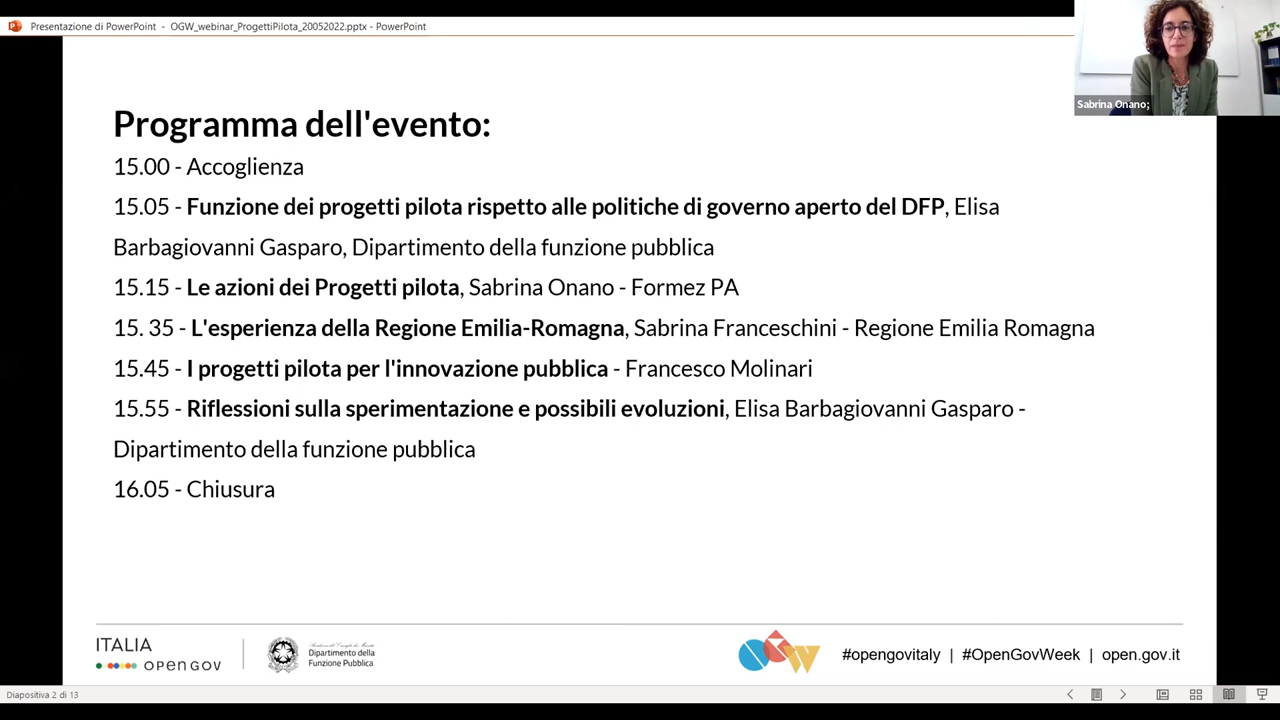 Presentazione di PowerPoint - OGW_webinar_ProgettiPilota_20052022.pptx - PowerPoint
Sabrina Onano;
Programma dell'evento:
15.00 - Accoglienza
15.05 - Funzione dei progetti pilota rispetto alle politiche di governo aperto del DFP, Elisa
Barbagiovanni Gasparo, Dipartimento della funzione pubblica
15.15 - Le azioni dei Progetti pilota, Sabrina Onano - Formez PA
15. 35 - L'esperienza della Regione Emilia-Romagna, Sabrina Franceschini - Regione Emilia Romagna
15.45 - I progetti pilota per l'innovazione pubblica - Francesco Molinari
15.55 - Riflessioni sulla sperimentazione e possibili evoluzioni, Elisa Barbagiovanni Gasparo -
Dipartimento della funzione pubblica
16.05 - Chiusura
ITALIA
OPEN GOV
Dipartimento della
Funzione Pubblica
OGW
#opengovitaly | #OpenGovWeek | open.gov.it
Diapositiva 2 di 13